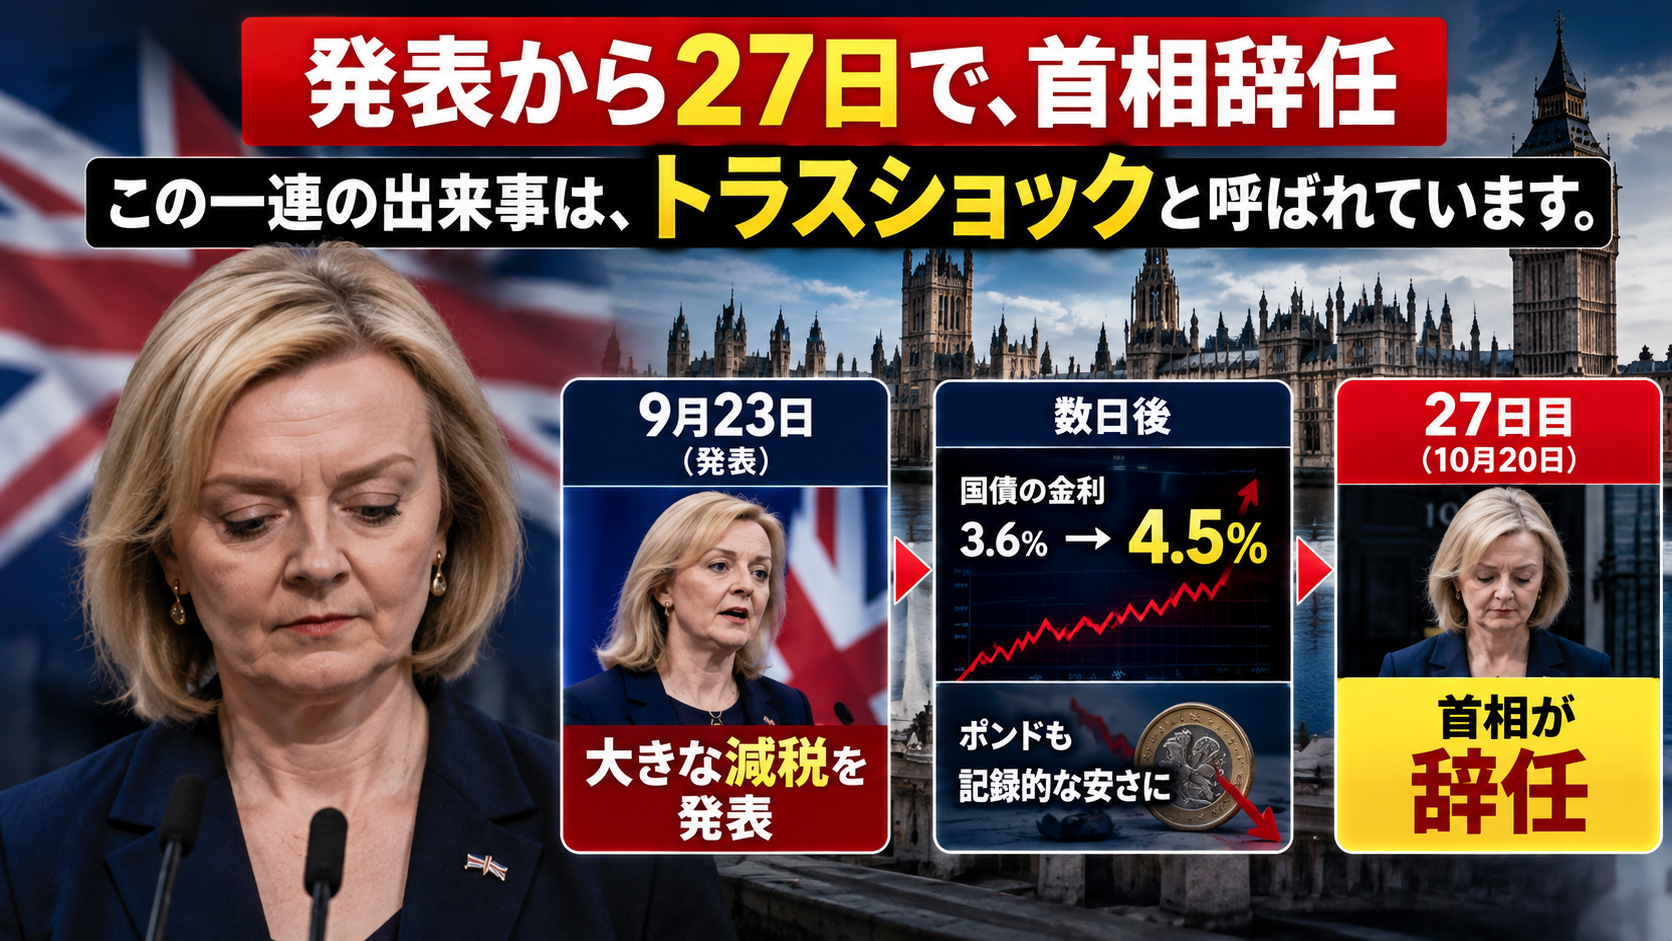 発表から27日で、首相辞任
この一連の出来事は、トラスショックと呼ばれています。
9月23日
（発表）
大きな減税を
発表
数日後
国債の金利
3.6% → 4.5%
ポンドも
記録的な安さに
27日目
（10月20日）
10
首相が
辞任